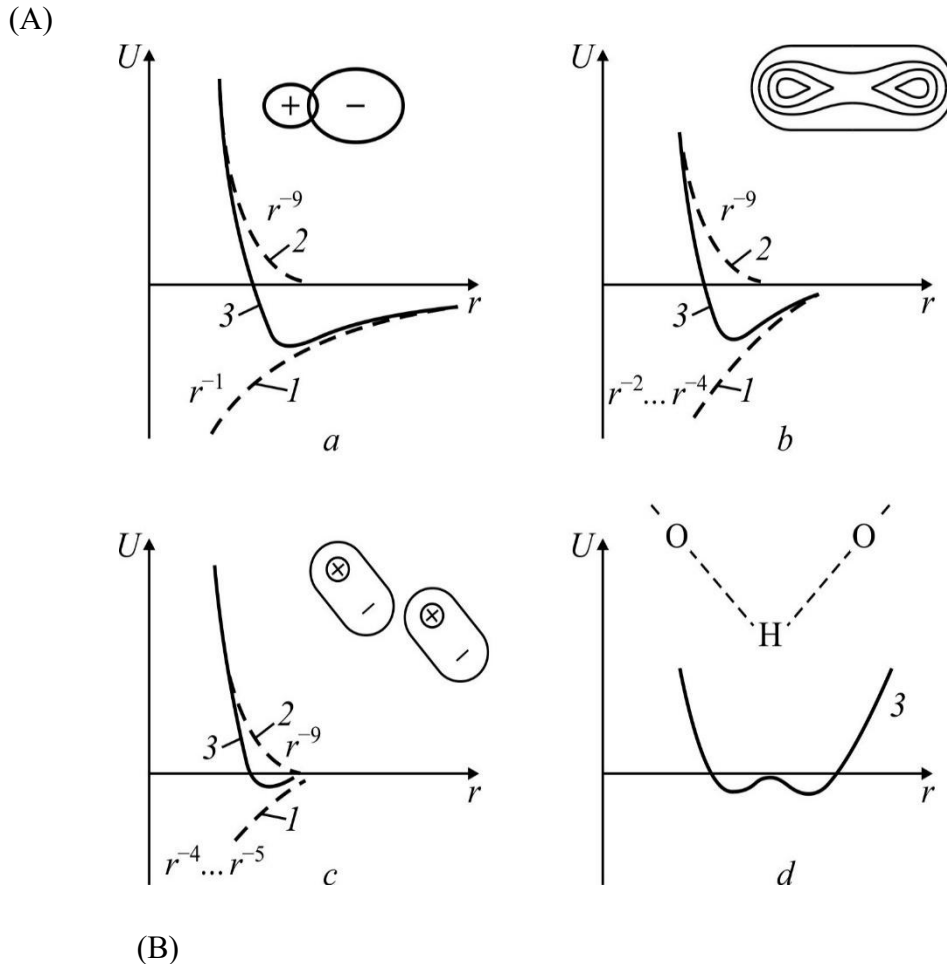 (A)
U
+ −
r⁻⁹
2
r
3
r⁻¹
1
a
U
r⁻⁹
2
r
3
r⁻²...r⁻⁴
1
b
U
+ −
+ −
2
3
r⁻⁹
r
1
r⁻⁴...r⁻⁵
c
U
O O
H
3
r
d
(B)